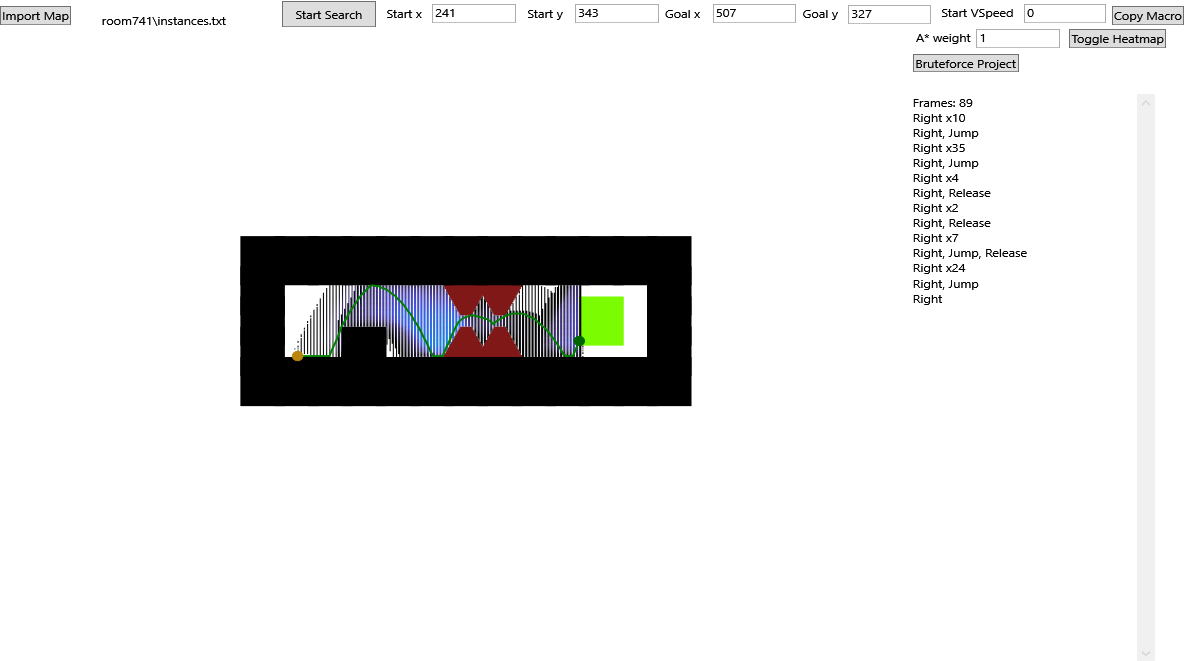 Import Map
room741\instances.txt
Start Search
Start x 241
Start y 343
Goal x 507
Goal y 327
Start VSpeed 0
Copy Macro
A* weight 1
Toggle Heatmap
Bruteforce Project
Frames: 89
Right x10
Right, Jump
Right x35
Right, Jump
Right x4
Right, Release
Right x2
Right, Release
Right x7
Right, Jump, Release
Right x24
Right, Jump
Right